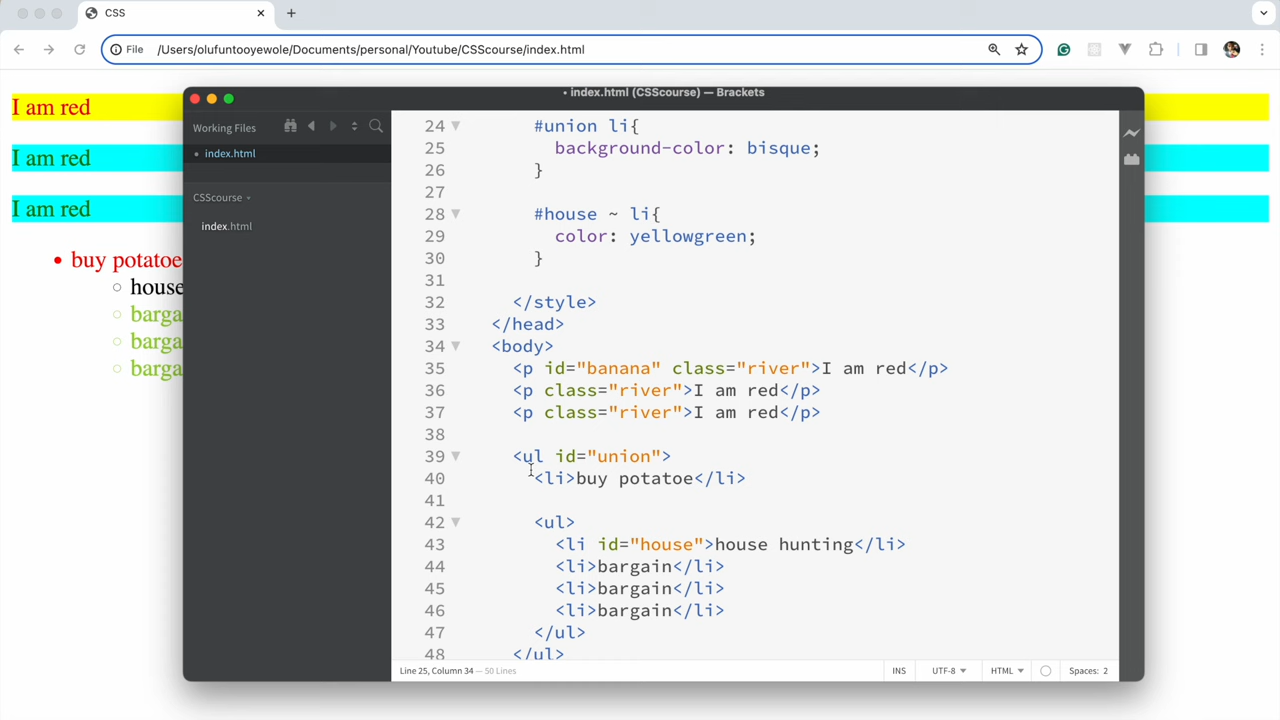 CSS
File /Users/olufuntooyewole/Documents/personal/Youtube/CSScourse/index.html
I am red
I am red
I am red
• buy potatoe
house
barga
barga
barga
• index.html (CSScourse) — Brackets
Working Files
• index.html
CSScourse
index.html
24 #union li{
25 background-color: bisque;
26 }
27
28 #house ~ li{
29 color: yellowgreen;
30 }
31
32 </style>
33 </head>
34 <body>
35 <p id="banana" class="river">I am red</p>
36 <p class="river">I am red</p>
37 <p class="river">I am red</p>
38
39 <ul id="union">
40 <li>buy potatoe</li>
41
42 <ul>
43 <li id="house">house hunting</li>
44 <li>bargain</li>
45 <li>bargain</li>
46 <li>bargain</li>
47 </ul>
48 </ul>
Line 25, Column 34 — 50 Lines
INS UTF-8 HTML Spaces: 2